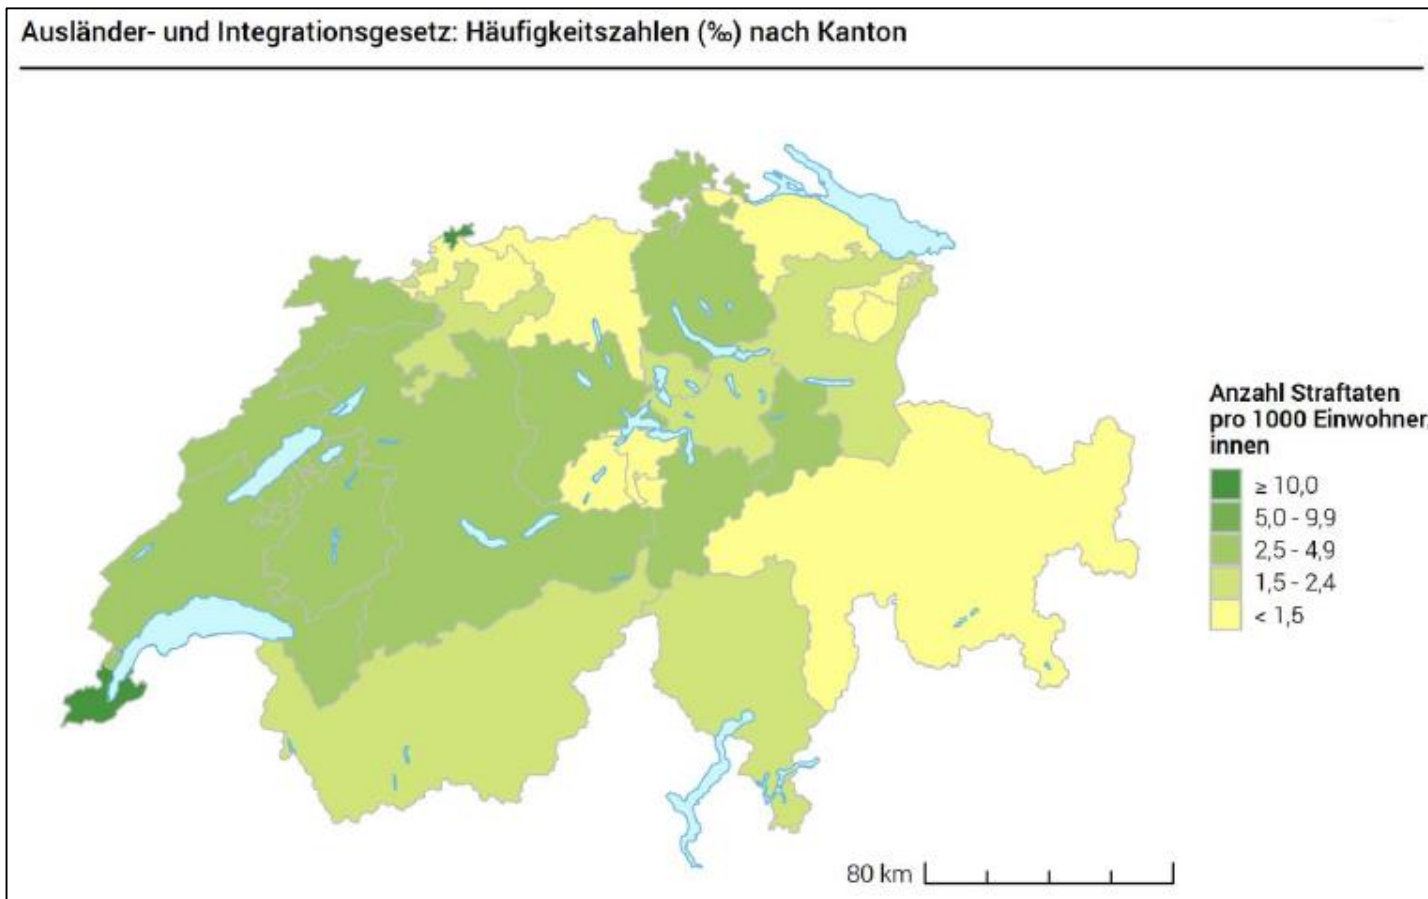 Ausländer- und Integrationsgesetz: Häufigkeitszahlen (‰) nach Kanton
Anzahl Straftaten
pro 1000 Einwohner,
innen
≥ 10,0
5,0 - 9,9
2,5 - 4,9
1,5 - 2,4
< 1,5
80 km